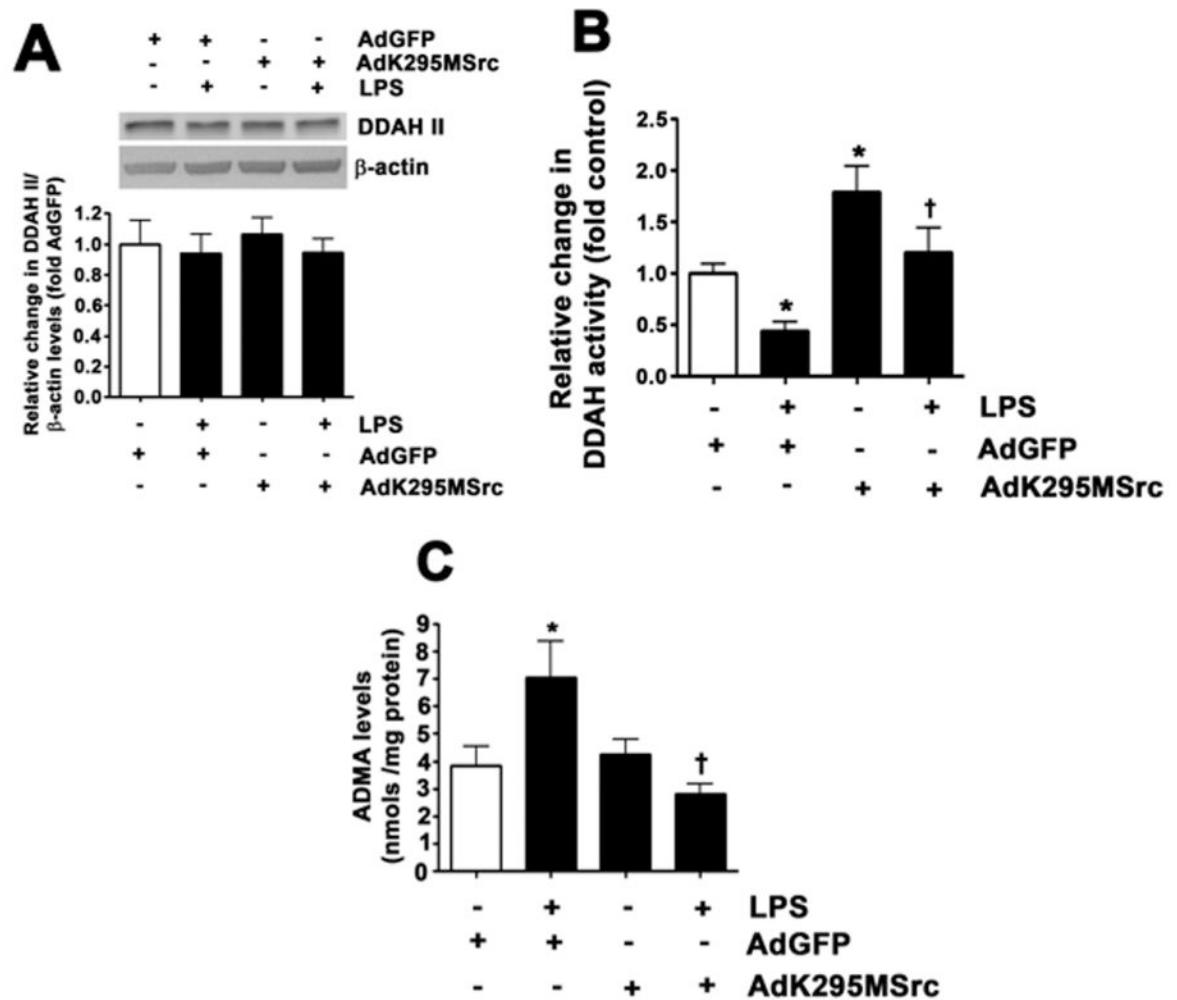 A
+ + - - AdGFP
- - + + AdK295MSrc
- + - + LPS
DDAH II
β-actin
Relative change in DDAH II/
β-actin levels (fold AdGFP)
1.2
1.0
0.8
0.6
0.4
0.2
0.0
- + - + LPS
+ + - - AdGFP
- - + + AdK295MSrc
B
Relative change in
DDAH activity (fold control)
2.5
2.0
1.5
1.0
0.5
0.0
*
*
†
- + - + LPS
+ + - - AdGFP
- - + + AdK295MSrc
C
ADMA levels
(nmols /mg protein)
9
8
7
6
5
4
3
2
1
0
*
†
- + - + LPS
+ + - - AdGFP
- - + + AdK295MSrc